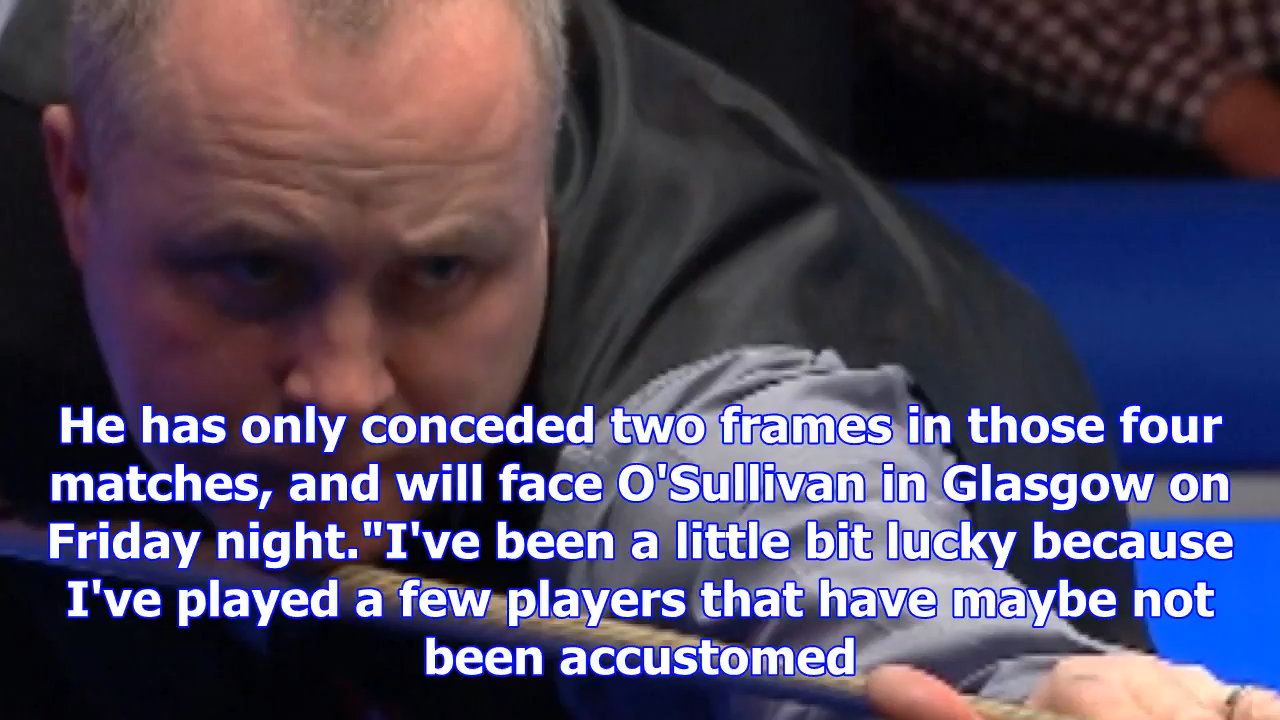 He has only conceded two frames in those four
matches, and will face O'Sullivan in Glasgow on
Friday night."I've been a little bit lucky because
I've played a few players that have maybe not
been accustomed